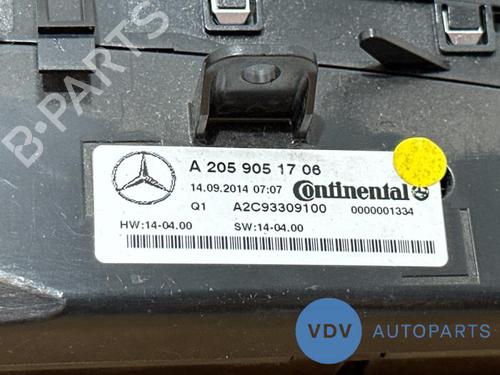 B-PARTS
A 205 905 17 06
14.09.2014 07:07 Continental
Q1 A2C93309100 0000001334
HW:14-04.00 SW:14-04.00
VDV AUTOPARTS